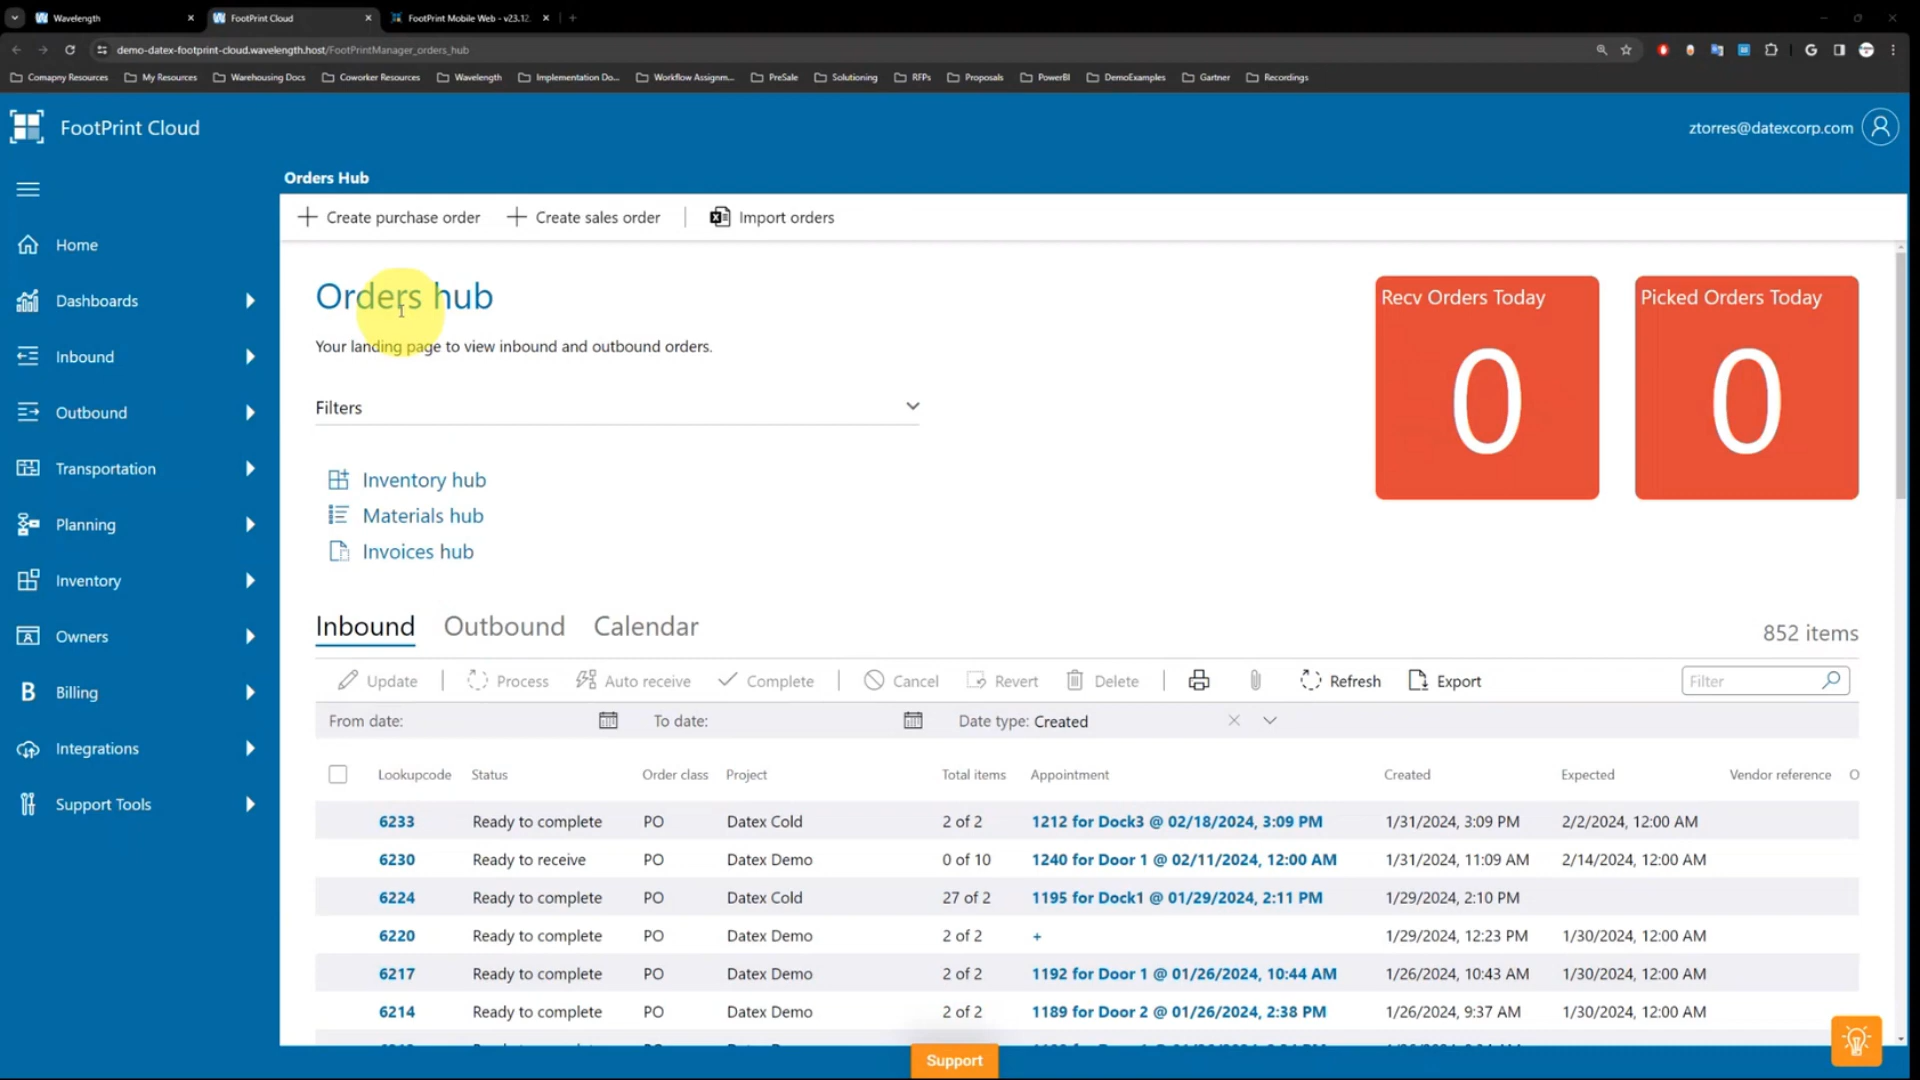 Wavelength
FootPrint Cloud
FootPrint Mobile Web - v23.12.
demo-datex-footprint-cloud.wavelength.host/FootPrintManager_orders_hub
Comapny Resources
My Resources
Warehousing Docs
Coworker Resources
Wavelength
Implementation Do...
Workflow Assignm...
PreSale
Solutioning
RFPs
Proposals
PowerBI
DemoExamples
Gartner
Recordings
FootPrint Cloud
ztorres@datexcorp.com
Home
Dashboards
Inbound
Outbound
Transportation
Planning
Inventory
Owners
Billing
Integrations
Support Tools
Orders Hub
Create purchase order
Create sales order
Import orders
Orders hub
Your landing page to view inbound and outbound orders.
Filters
Inventory hub
Materials hub
Invoices hub
Recv Orders Today
0
Picked Orders Today
0
Inbound Outbound Calendar
852 items
Update Process Auto receive Complete Cancel Revert Delete Refresh Export Filter
From date: To date: Date type: Created
Lookupcode Status Order class Project Total items Appointment Created Expected Vendor reference O
6233 Ready to complete PO Datex Cold 2 of 2 1212 for Dock3 @ 02/18/2024, 3:09 PM 1/31/2024, 3:09 PM 2/2/2024, 12:00 AM
6230 Ready to receive PO Datex Demo 0 of 10 1240 for Door 1 @ 02/11/2024, 12:00 AM 1/31/2024, 11:09 AM 2/14/2024, 12:00 AM
6224 Ready to complete PO Datex Cold 27 of 2 1195 for Dock1 @ 01/29/2024, 2:11 PM 1/29/2024, 2:10 PM
6220 Ready to complete PO Datex Demo 2 of 2 + 1/29/2024, 12:23 PM 1/30/2024, 12:00 AM
6217 Ready to complete PO Datex Demo 2 of 2 1192 for Door 1 @ 01/26/2024, 10:44 AM 1/26/2024, 10:43 AM 1/30/2024, 12:00 AM
6214 Ready to complete PO Datex Demo 2 of 2 1189 for Door 2 @ 01/26/2024, 2:38 PM 1/26/2024, 9:37 AM 1/30/2024, 12:00 AM
Support